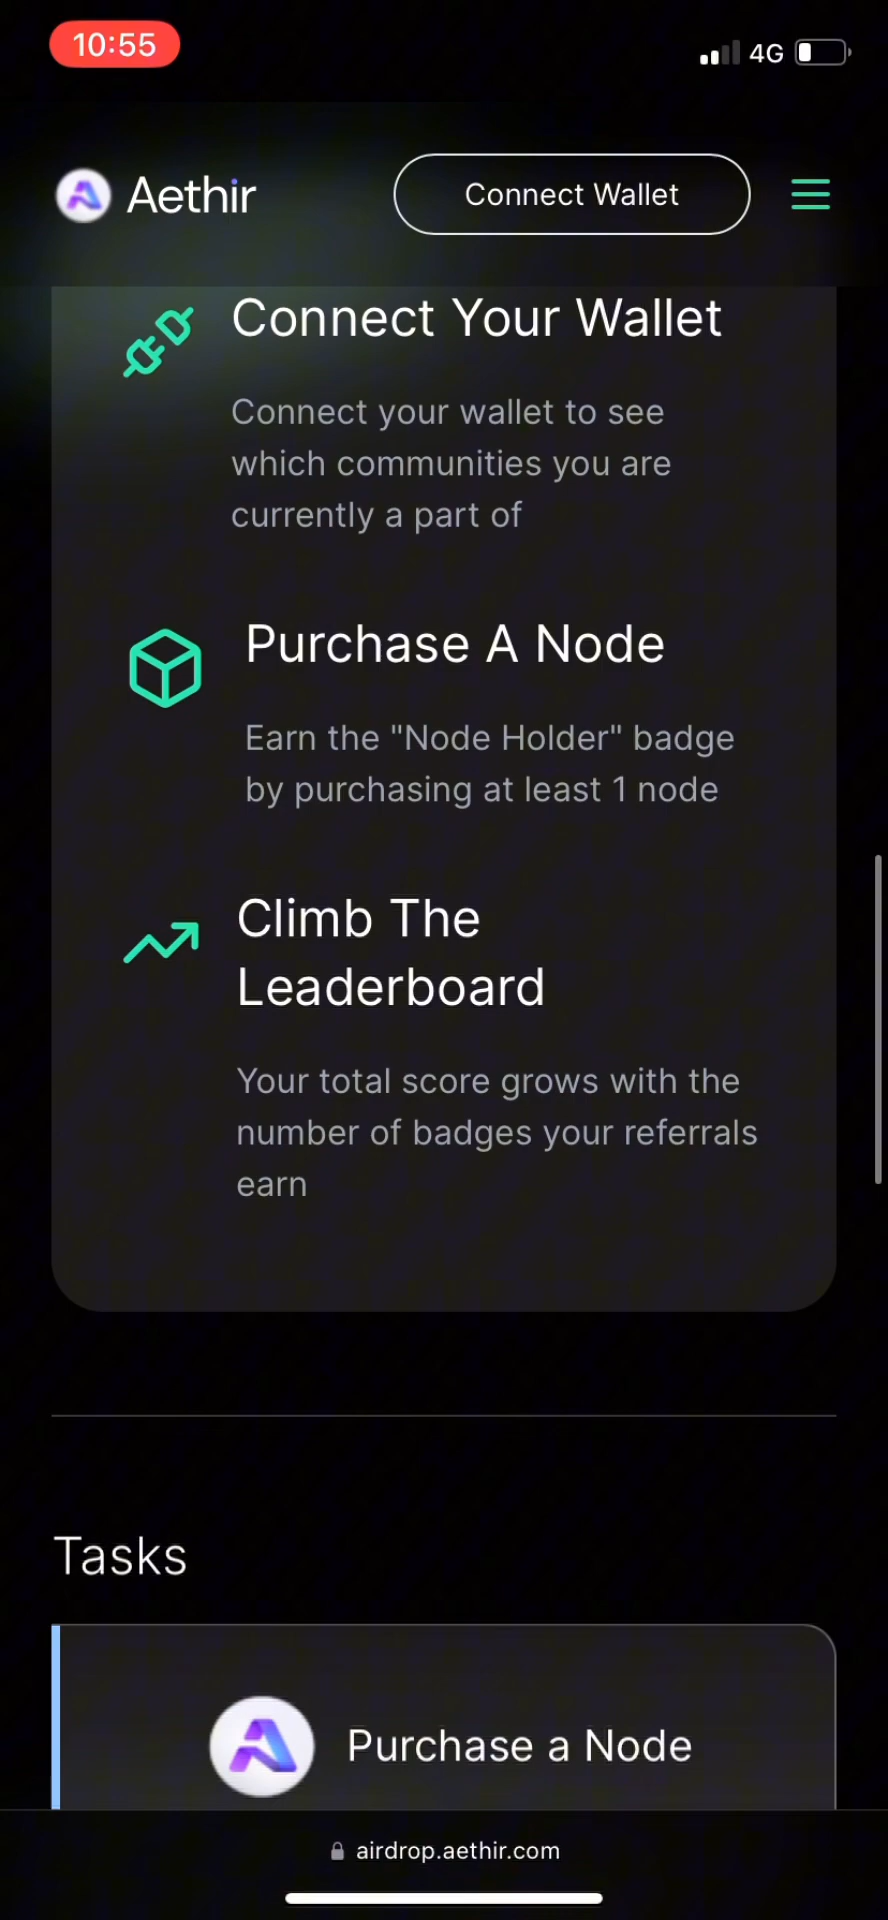 10:55
4G
Aethir
Connect Wallet
Connect Your Wallet
Connect your wallet to see
which communities you are
currently a part of
Purchase A Node
Earn the "Node Holder" badge
by purchasing at least 1 node
Climb The
Leaderboard
Your total score grows with the
number of badges your referrals
earn
Tasks
Purchase a Node
airdrop.aethir.com